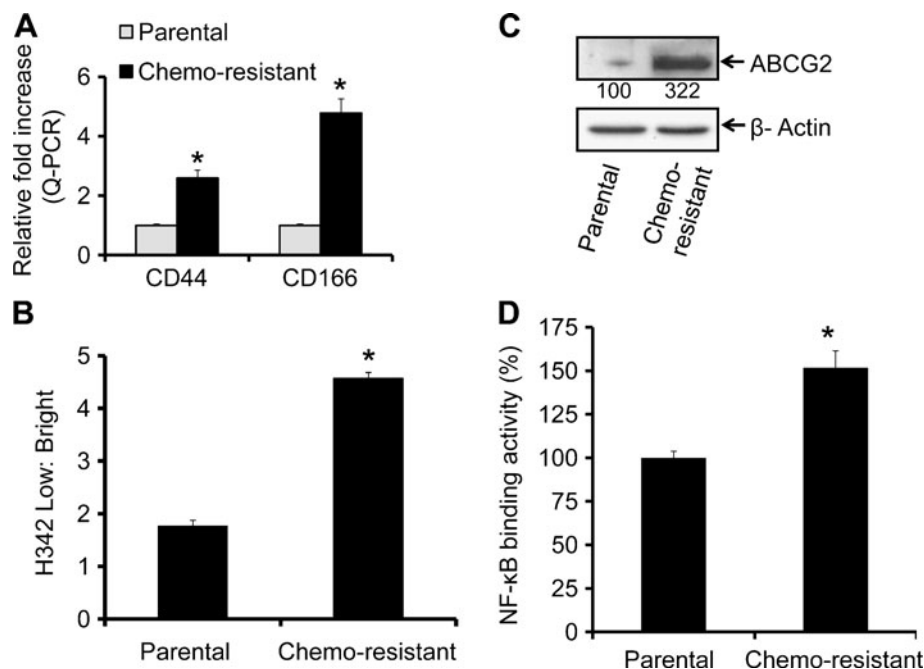 A
Parental
Chemo-resistant
Relative fold increase
(Q-PCR)
8
6
4
2
0
*
*
CD44
CD166
B
H342 Low: Bright
5
4
3
2
1
0
*
Parental
Chemo-resistant
C
ABCG2
100
322
β- Actin
Parental
Chemo-
resistant
D
NF-κB binding activity (%)
175
150
125
100
75
50
25
0
*
Parental
Chemo-resistant